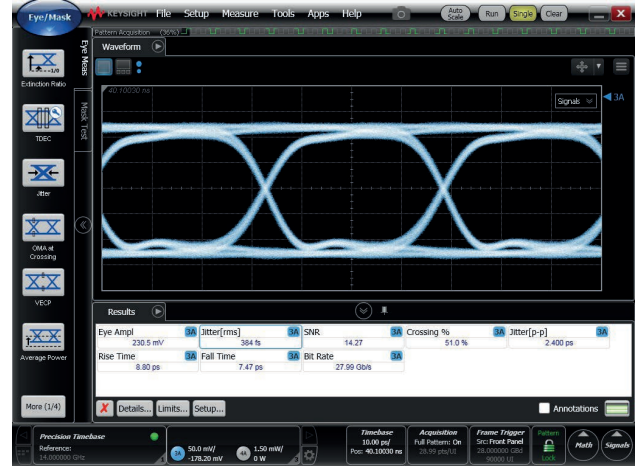 Eye/Mask
KEYSIGHT File Setup Measure Tools Apps Help
Auto Scale
Run
Single
Clear
Pattern Acquisition (36%)
Eye Meas
Mask Test
Waveform
40.10030 ns
Signals
3A
Extinction Ratio
TDEC
Jitter
OMA at
Crossing
VECP
Average Power
More (1/4)
Results
Eye Ampl 3A Jitter[rms] 3A SNR 3A Crossing % 3A Jitter[p-p] 3A
230.5 mV 384 fs 14.27 51.0 % 2.400 ps
Rise Time 3A Fall Time 3A Bit Rate 3A
8.80 ps 7.47 ps 27.99 Gb/s
Details... Limits... Setup...
Annotations
Precision Timebase
Reference:
14.000000 GHz
3A 50.0 mV/
-178.20 mV
4A 1.50 mW/
0 W
Timebase
10.00 ps/
Pos: 40.10030 ns
Acquisition
Full Pattern: On
28.99 pts/UI
Frame Trigger
Src: Front Panel
28.000000 GBd
90000 UI
Pattern
Lock
Math
Signals